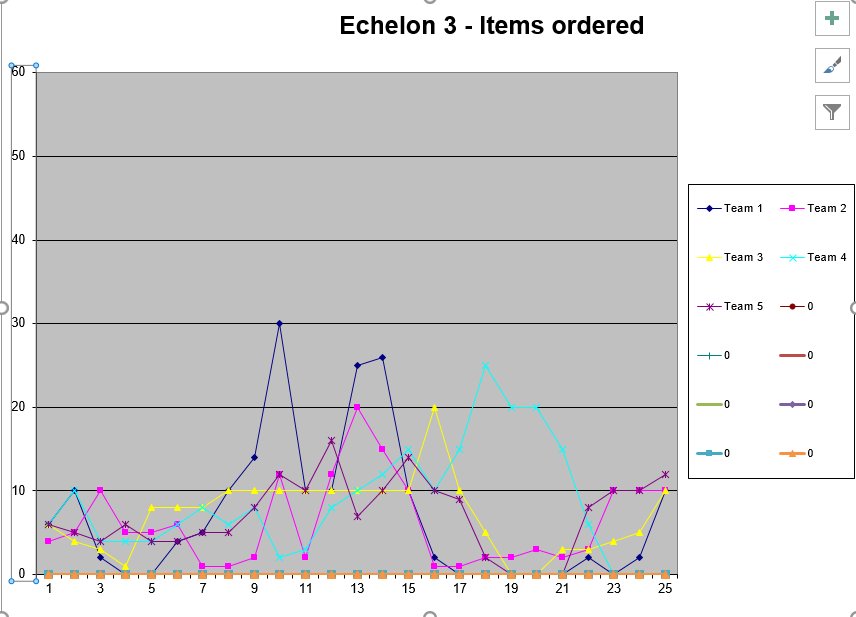 Echelon 3 - Items ordered
60
50
40
30
20
10
0
1 3 5 7 9 11 13 15 17 19 21 23 25
Team 1 Team 2
Team 3 Team 4
Team 5 0
0 0
0 0
0 0